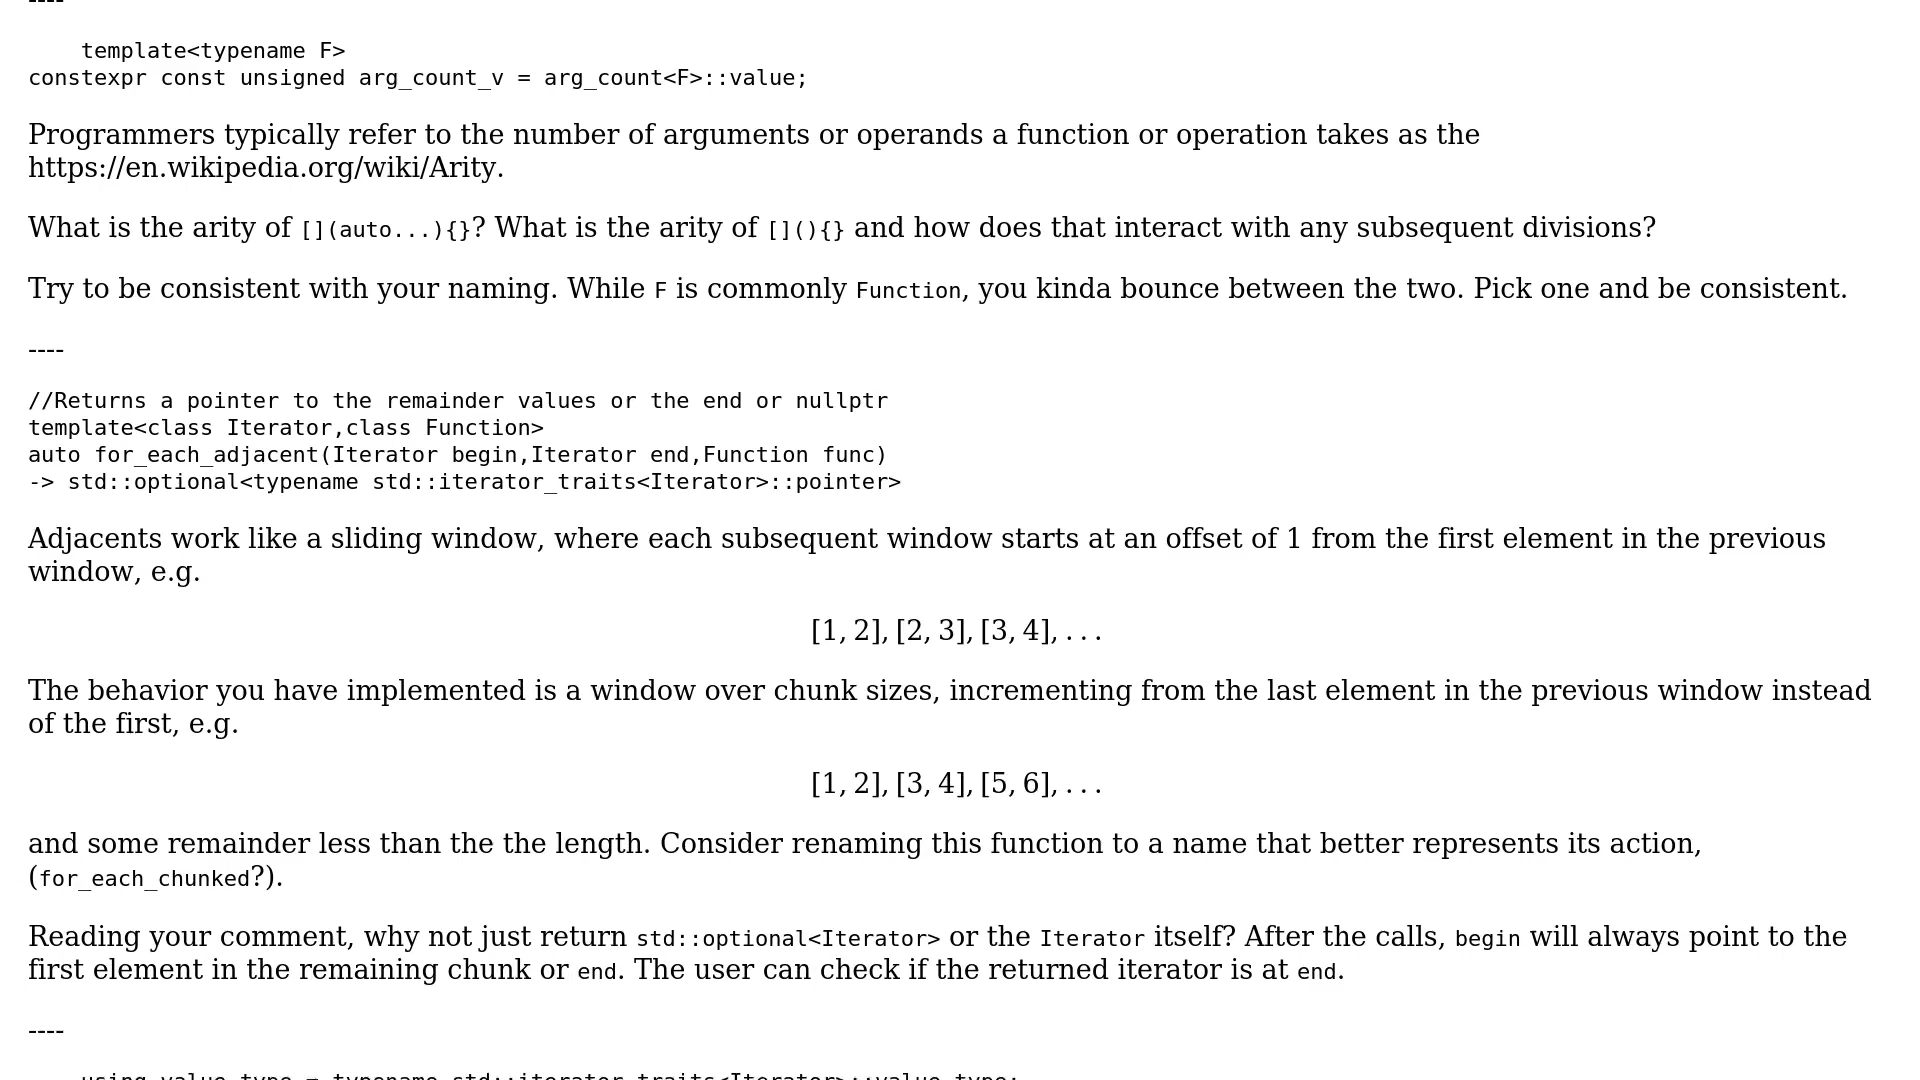 ----
template<typename F>
constexpr const unsigned arg_count_v = arg_count<F>::value;
Programmers typically refer to the number of arguments or operands a function or operation takes as the
https://en.wikipedia.org/wiki/Arity.
What is the arity of [](auto...){}? What is the arity of [](){} and how does that interact with any subsequent divisions?
Try to be consistent with your naming. While F is commonly Function, you kinda bounce between the two. Pick one and be consistent.
----
//Returns a pointer to the remainder values or the end or nullptr
template<class Iterator,class Function>
auto for_each_adjacent(Iterator begin,Iterator end,Function func)
-> std::optional<typename std::iterator_traits<Iterator>::pointer>
Adjacents work like a sliding window, where each subsequent window starts at an offset of 1 from the first element in the previous
window, e.g.
[1, 2], [2, 3], [3, 4], . . .
The behavior you have implemented is a window over chunk sizes, incrementing from the last element in the previous window instead
of the first, e.g.
[1, 2], [3, 4], [5, 6], . . .
and some remainder less than the the length. Consider renaming this function to a name that better represents its action,
(for_each_chunked?).
Reading your comment, why not just return std::optional<Iterator> or the Iterator itself? After the calls, begin will always point to the
first element in the remaining chunk or end. The user can check if the returned iterator is at end.
----
using value_type = typename std::iterator_traits<Iterator>::value_type;